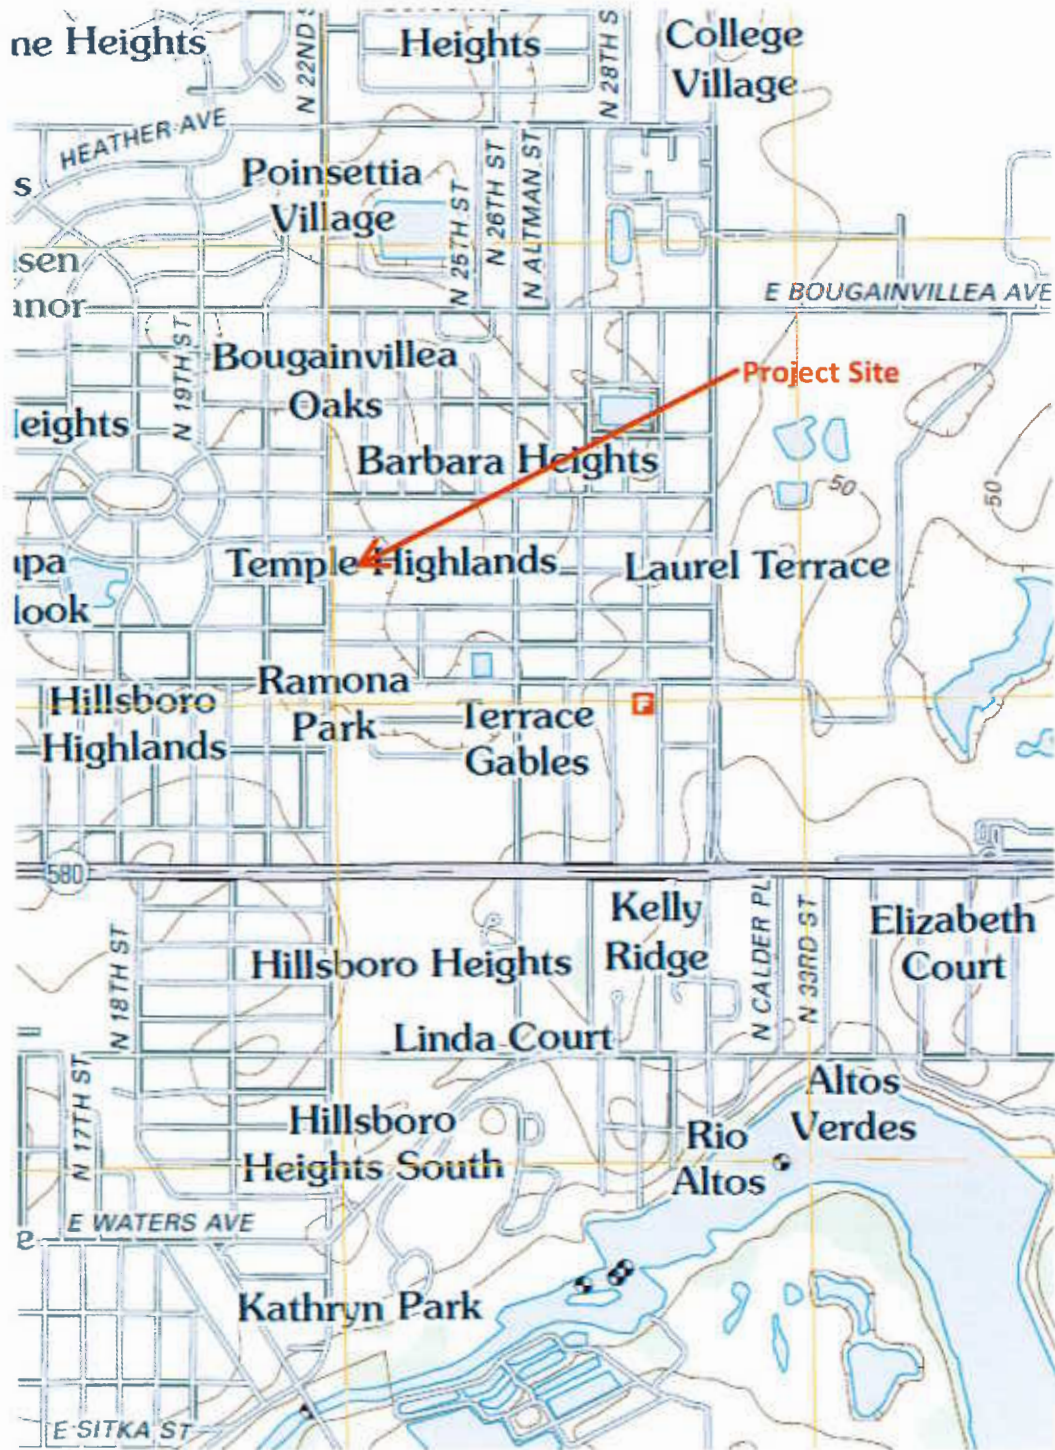 ne Heights
N 22ND S
Heights
N 28TH S
College
Village
HEATHER AVE
Poinsettia
Village
N 25TH ST
N 26TH ST
N ALTMAN ST
s
sen
anor
E BOUGAINVILLEA AVE
N 19TH ST
Bougainvillea
Oaks
Project Site
eights
Barbara Heights
50
50
Temple Highlands
Laurel Terrace
pa
look
Ramona
Park
Hillsboro
Highlands
Terrace
Gables
580
N 18TH ST
Hillsboro Heights
Kelly
Ridge
N CALDER PL
N 33RD ST
Elizabeth
Court
Linda Court
N 17TH ST
Altos
Verdes
Hillsboro
Heights South
Rio
Altos
E WATERS AVE
e
Kathryn Park
E SITKA ST